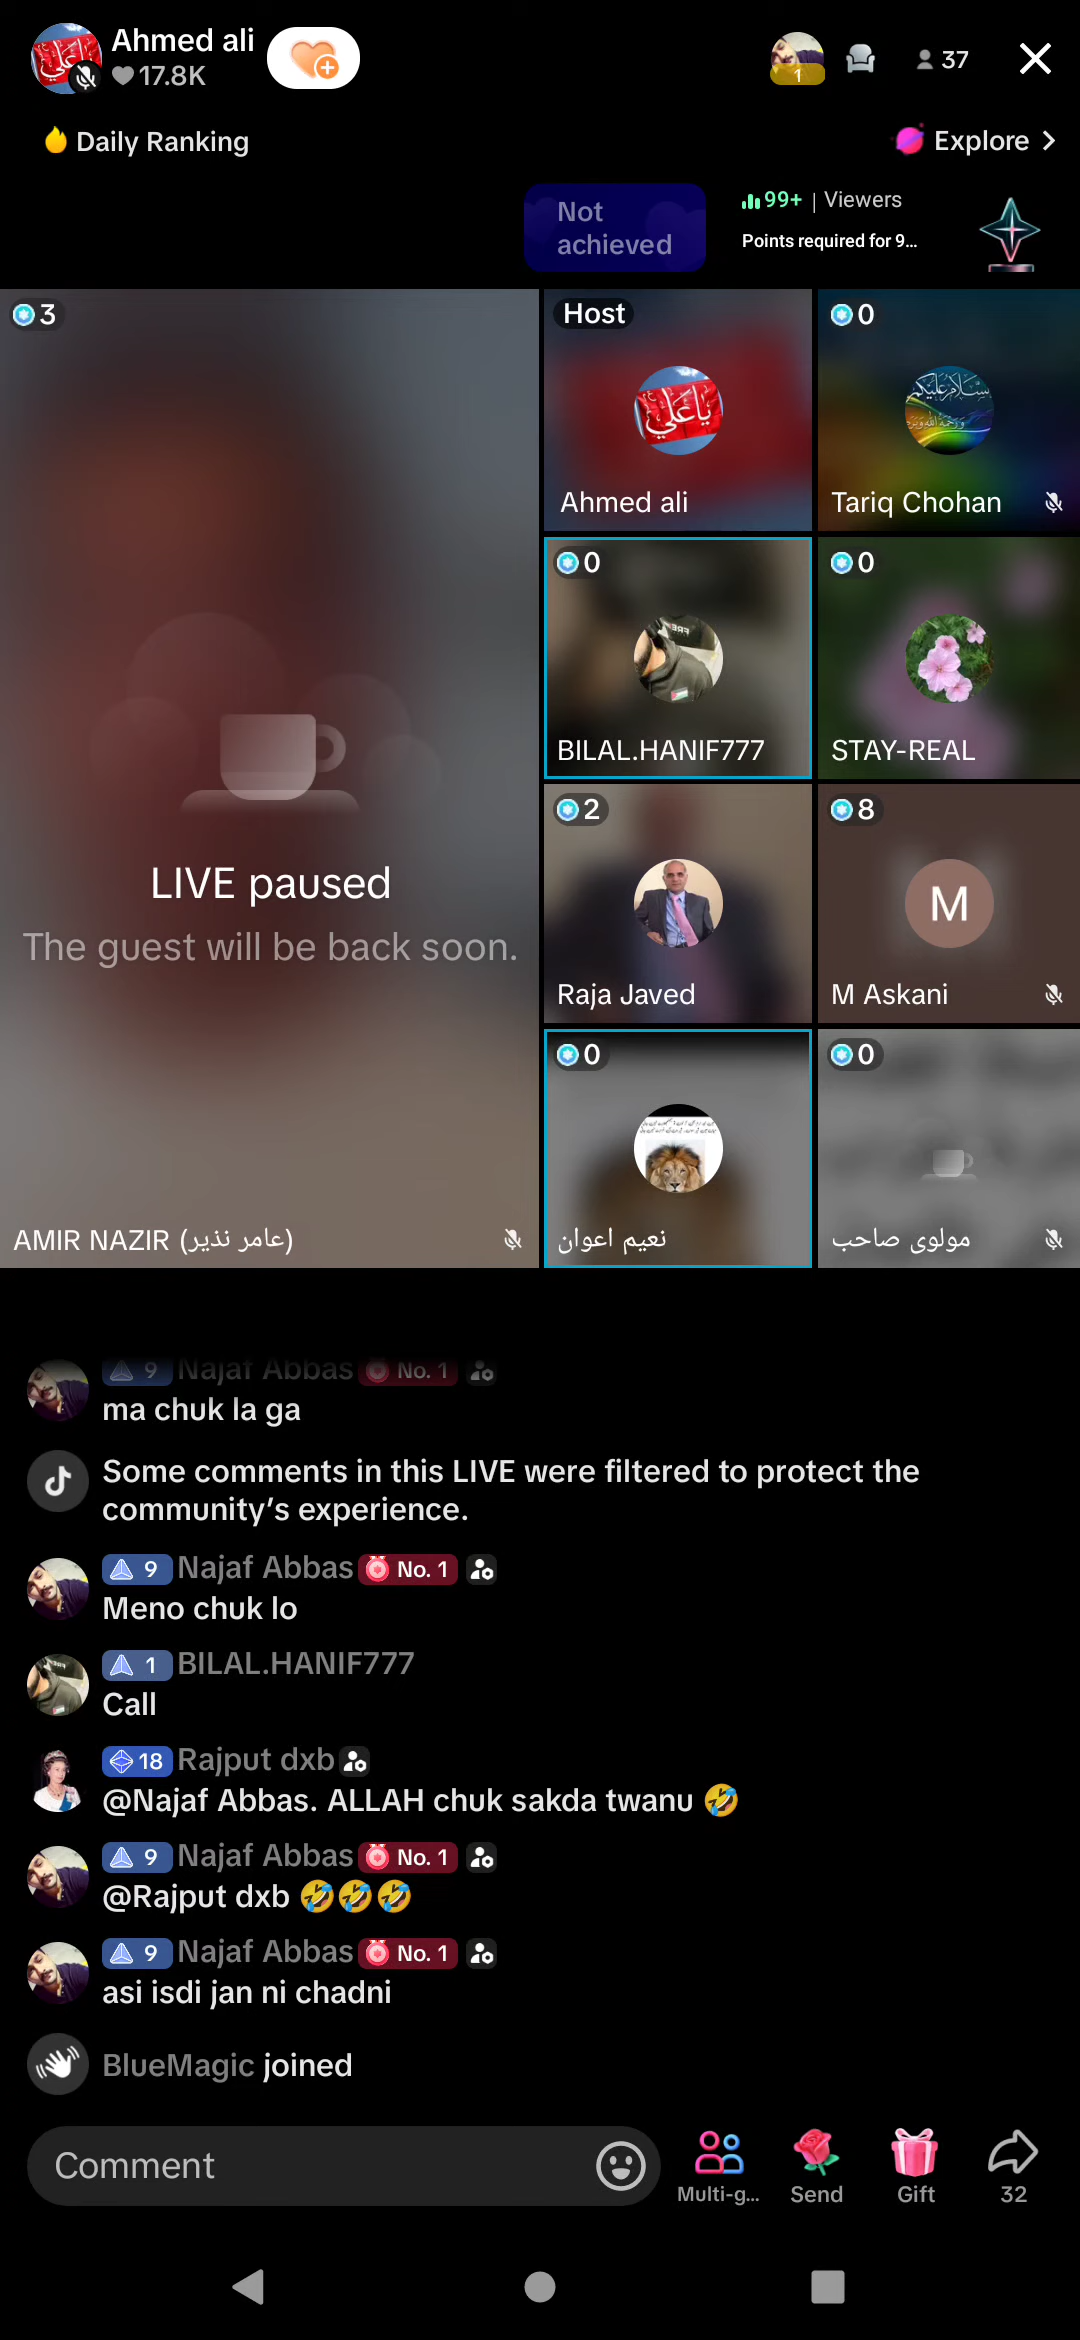 Ahmed ali
17.8K
1
37
Daily Ranking
Explore
Not
achieved
99+ | Viewers
Points required for 9...
3
LIVE paused
The guest will be back soon.
AMIR NAZIR (عامر نذیر)
Host
ياعلي
Ahmed ali
0
Tariq Chohan
0
BILAL.HANIF777
0
STAY-REAL
2
Raja Javed
8
M
M Askani
0
نعیم اعوان
0
مولوی صاحب
9 Najaf Abbas No. 1
ma chuk la ga
Some comments in this LIVE were filtered to protect the
community's experience.
9 Najaf Abbas No. 1
Meno chuk lo
1 BILAL.HANIF777
Call
18 Rajput dxb
@Najaf Abbas. ALLAH chuk sakda twanu 🤣
9 Najaf Abbas No. 1
@Rajput dxb 🤣🤣🤣
9 Najaf Abbas No. 1
asi isdi jan ni chadni
BlueMagic joined
Comment
Multi-g...
Send
Gift
32